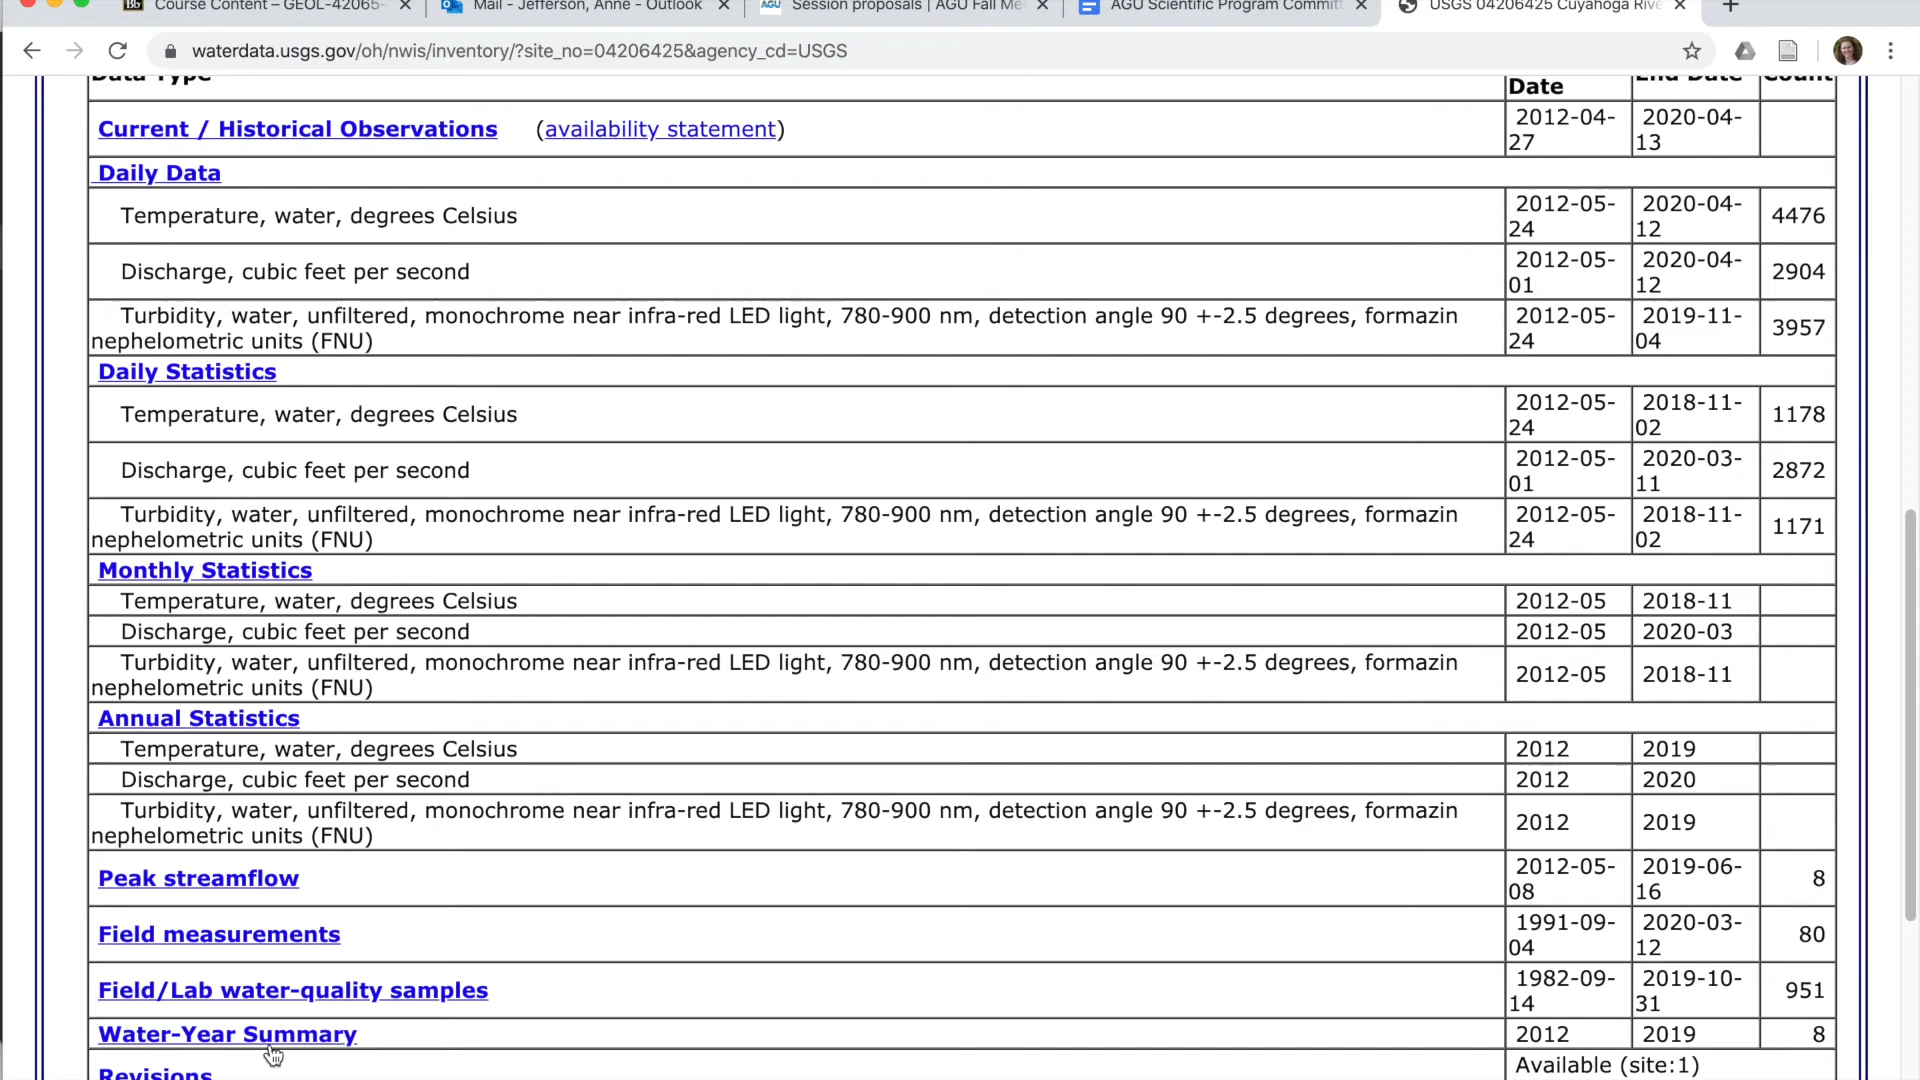 Course Content – GEOL-42065-
Mail - Jefferson, Anne - Outlook
Session proposals | AGU Fall Me
AGU Scientific Program Committ
USGS 04206425 Cuyahoga Rive
waterdata.usgs.gov/oh/nwis/inventory/?site_no=04206425&agency_cd=USGS
Data Type Date End Date Count
Current / Historical Observations (availability statement) 2012-04-27 2020-04-13
Daily Data
Temperature, water, degrees Celsius 2012-05-24 2020-04-12 4476
Discharge, cubic feet per second 2012-05-01 2020-04-12 2904
Turbidity, water, unfiltered, monochrome near infra-red LED light, 780-900 nm, detection angle 90 +-2.5 degrees, formazin
nephelometric units (FNU) 2012-05-24 2019-11-04 3957
Daily Statistics
Temperature, water, degrees Celsius 2012-05-24 2018-11-02 1178
Discharge, cubic feet per second 2012-05-01 2020-03-11 2872
Turbidity, water, unfiltered, monochrome near infra-red LED light, 780-900 nm, detection angle 90 +-2.5 degrees, formazin
nephelometric units (FNU) 2012-05-24 2018-11-02 1171
Monthly Statistics
Temperature, water, degrees Celsius 2012-05 2018-11
Discharge, cubic feet per second 2012-05 2020-03
Turbidity, water, unfiltered, monochrome near infra-red LED light, 780-900 nm, detection angle 90 +-2.5 degrees, formazin
nephelometric units (FNU) 2012-05 2018-11
Annual Statistics
Temperature, water, degrees Celsius 2012 2019
Discharge, cubic feet per second 2012 2020
Turbidity, water, unfiltered, monochrome near infra-red LED light, 780-900 nm, detection angle 90 +-2.5 degrees, formazin
nephelometric units (FNU) 2012 2019
Peak streamflow 2012-05-08 2019-06-16 8
Field measurements 1991-09-04 2020-03-12 80
Field/Lab water-quality samples 1982-09-14 2019-10-31 951
Water-Year Summary 2012 2019 8
Revisions Available (site:1)